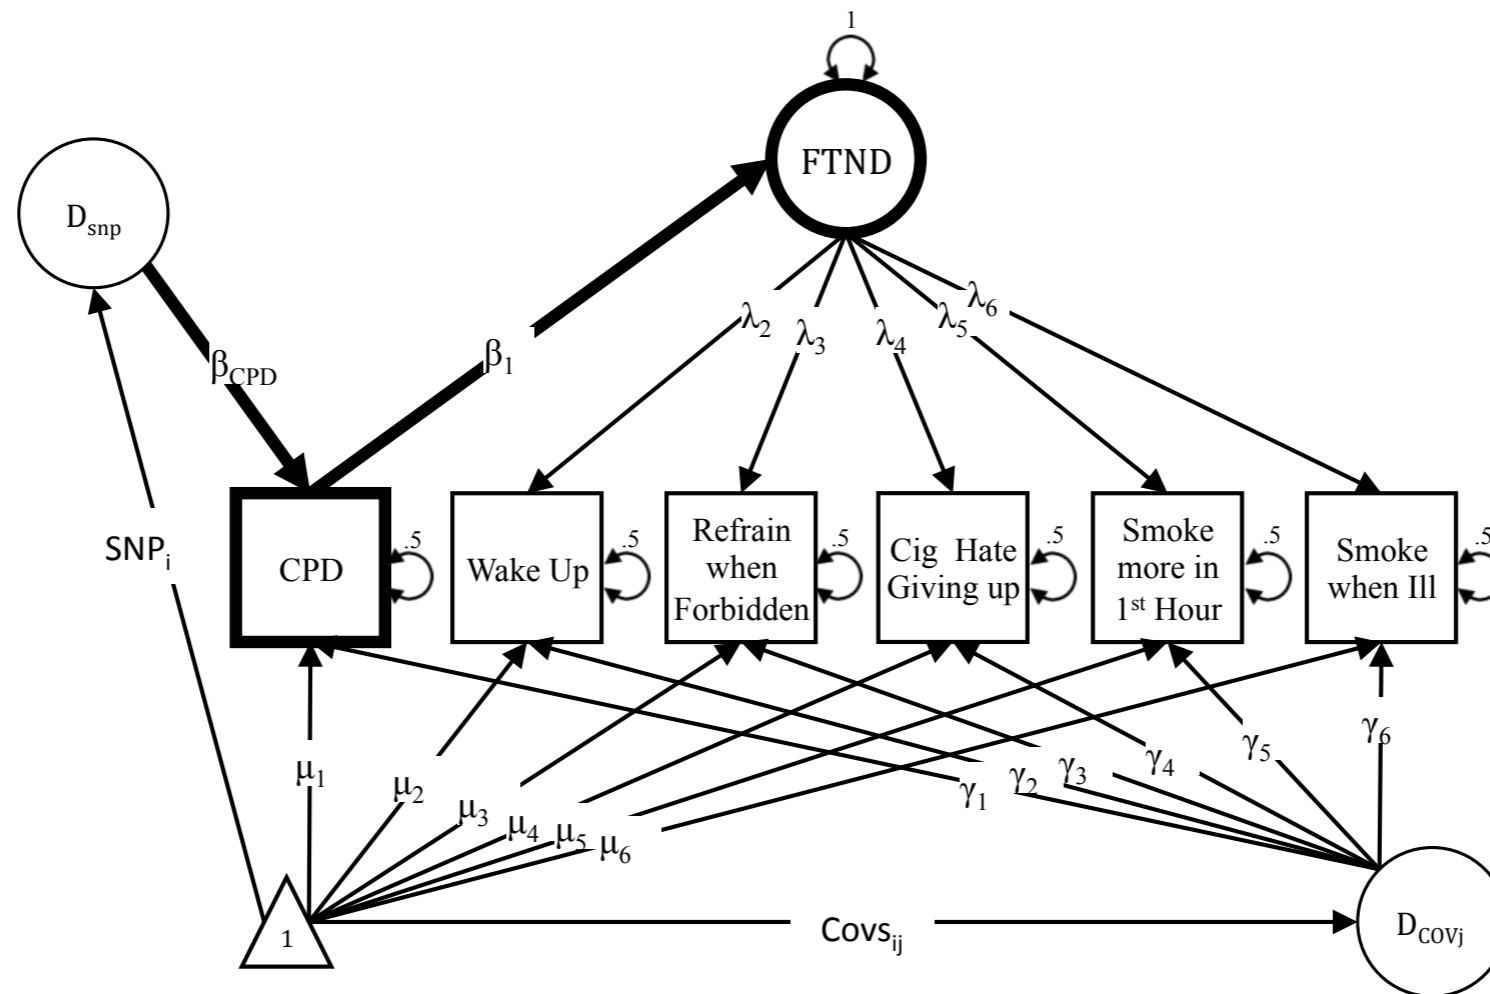 1
FTND
D_snp
λ_6
λ_2
λ_3
λ_4
λ_5
β_CPD
β_1
SNP_i
CPD
.5
Wake Up
.5
Refrain
when
Forbidden
.5
Cig Hate
Giving up
.5
Smoke
more in
1^st Hour
.5
Smoke
when Ill
.5
μ_1
μ_2
μ_3
μ_4
μ_5
μ_6
γ_1
γ_2
γ_3
γ_4
γ_5
γ_6
1
Covs_ij
D_COVj